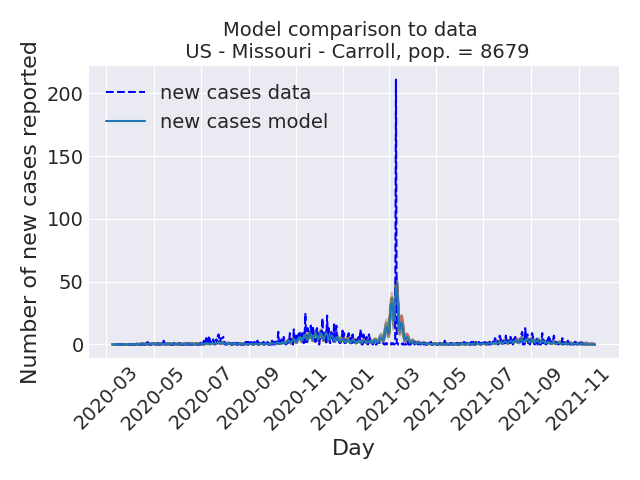 Model comparison to data
US - Missouri - Carroll, pop. = 8679
Number of new cases reported
200
150
100
50
0
new cases data
new cases model
2020-03
2020-05
2020-07
2020-09
2020-11
2021-01
2021-03
2021-05
2021-07
2021-09
2021-11
Day